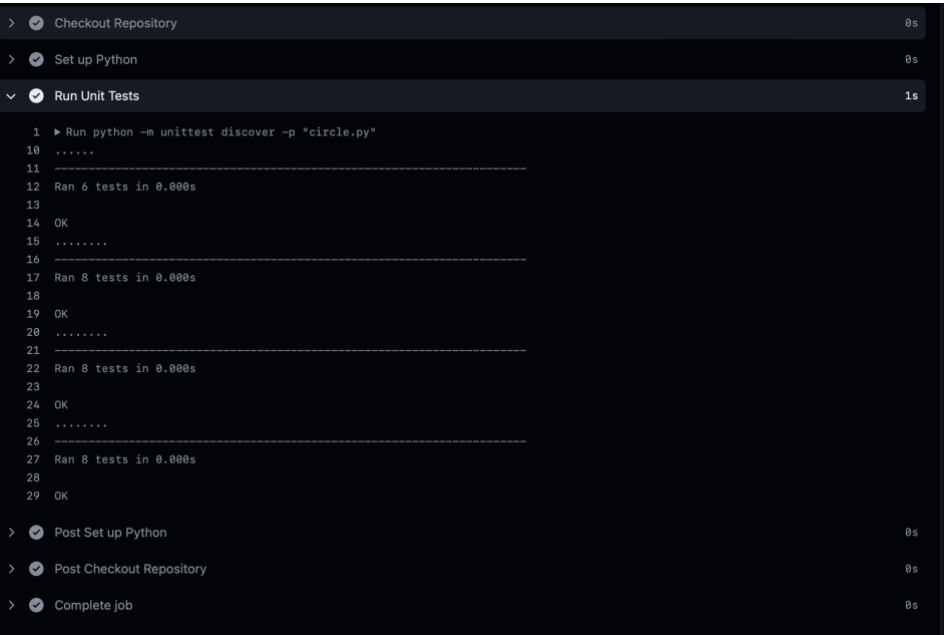 Checkout Repository 0s
Set up Python 0s
Run Unit Tests 1s
1 Run python -m unittest discover -p "circle.py"
10 ......
11 ----------------------------------------------------------------------
12 Ran 6 tests in 0.000s
13
14 OK
15 ........
16 ----------------------------------------------------------------------
17 Ran 8 tests in 0.000s
18
19 OK
20 ........
21 ----------------------------------------------------------------------
22 Ran 8 tests in 0.000s
23
24 OK
25 ........
26 ----------------------------------------------------------------------
27 Ran 8 tests in 0.000s
28
29 OK
Post Set up Python 0s
Post Checkout Repository 0s
Complete job 0s